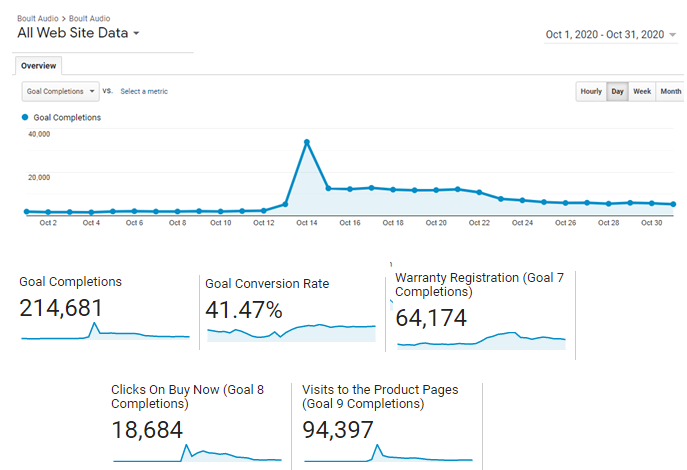 Boult Audio > Boult Audio
All Web Site Data
Oct 1, 2020 - Oct 31, 2020
Overview
Goal Completions VS. Select a metric
Hourly Day Week Month
Goal Completions
40,000
20,000
Oct 2 Oct 4 Oct 6 Oct 8 Oct 10 Oct 12 Oct 14 Oct 16 Oct 18 Oct 20 Oct 22 Oct 24 Oct 26 Oct 28 Oct 30
Goal Completions
214,681
Goal Conversion Rate
41.47%
Warranty Registration (Goal 7
Completions)
64,174
Clicks On Buy Now (Goal 8
Completions)
18,684
Visits to the Product Pages
(Goal 9 Completions)
94,397